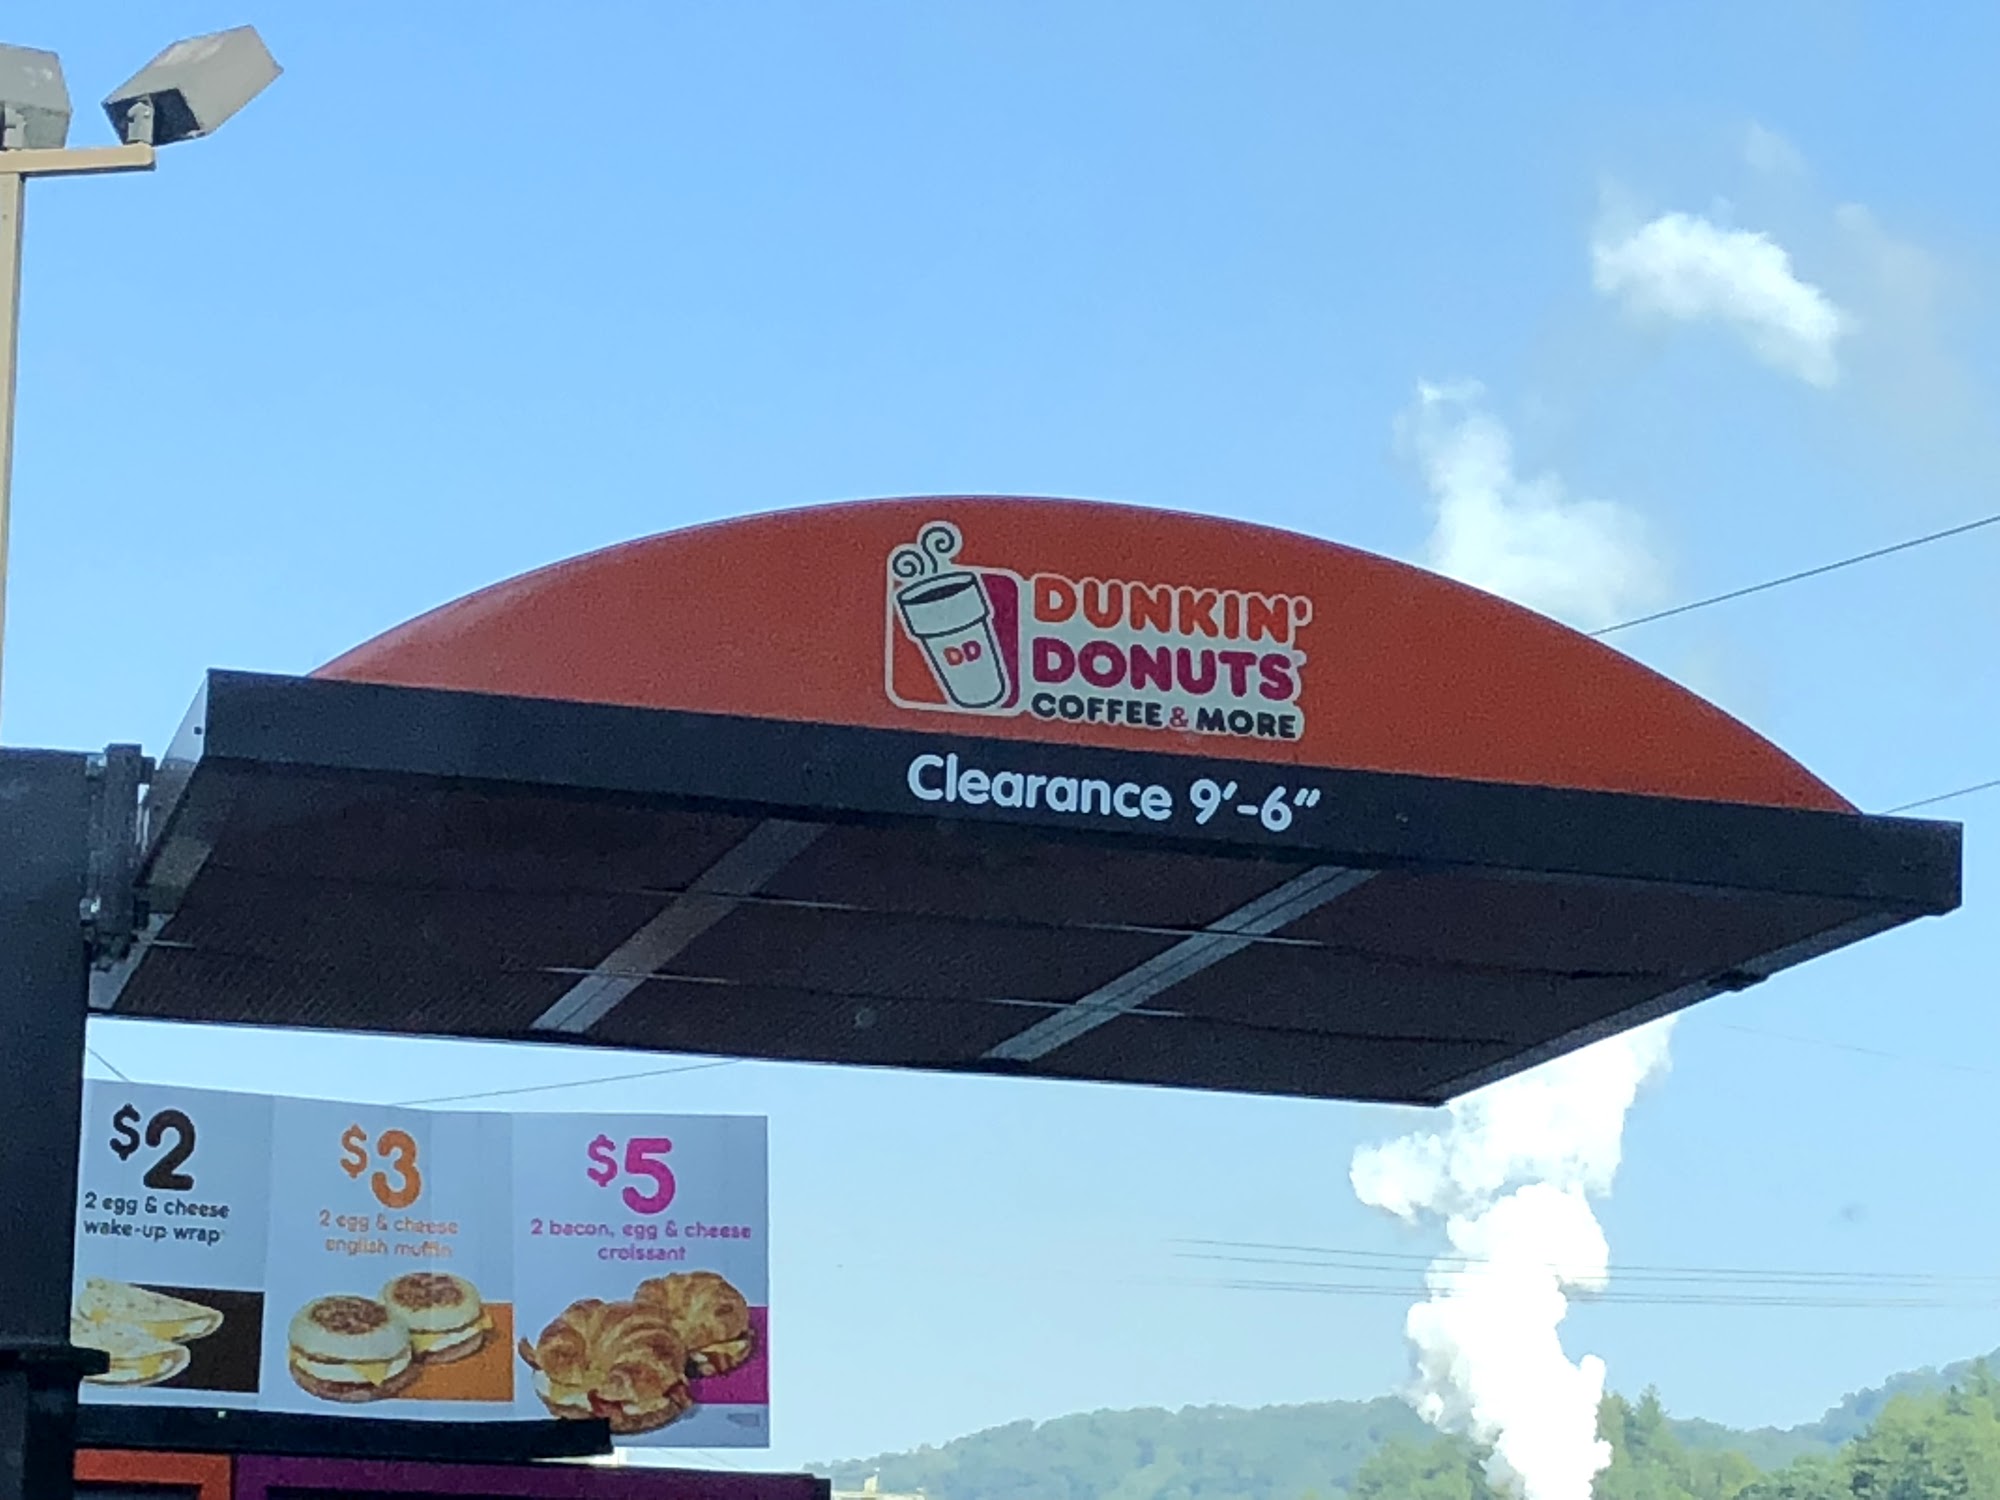 DD
DUNKIN'
DONUTS
COFFEE & MORE
Clearance 9'-6"
$2
2 egg & cheese
wake-up wrap
$3
2 egg & cheese
english muffin
$5
2 bacon, egg & cheese
croissant